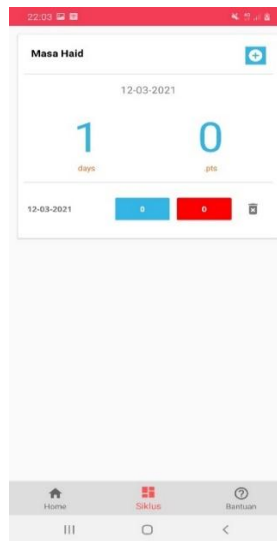 22:03
Masa Haid
12-03-2021
1 0
days pts
12-03-2021 0 0
Home Siklus Bantuan